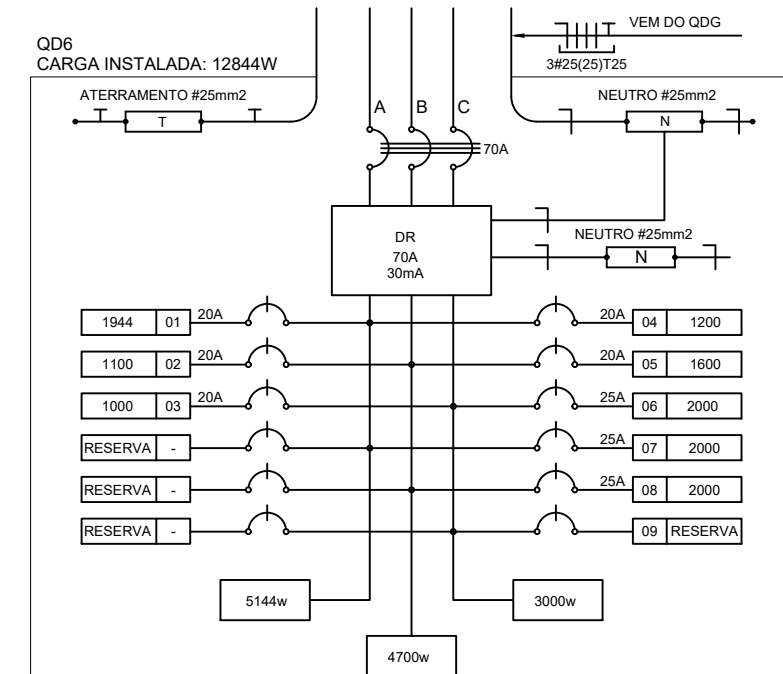 QD6
CARGA INSTALADA: 12844W
VEM DO QDG
3#25(25)T25
ATERRAMENTO #25mm2
T
A B C
NEUTRO #25mm2
N
70A
DR
70A
30mA
NEUTRO #25mm2
N
1944 01 20A 20A 04 1200
1100 02 20A 20A 05 1600
1000 03 20A 25A 06 2000
RESERVA - 25A 07 2000
RESERVA - 25A 08 2000
RESERVA - 09 RESERVA
5144w 3000w
4700w